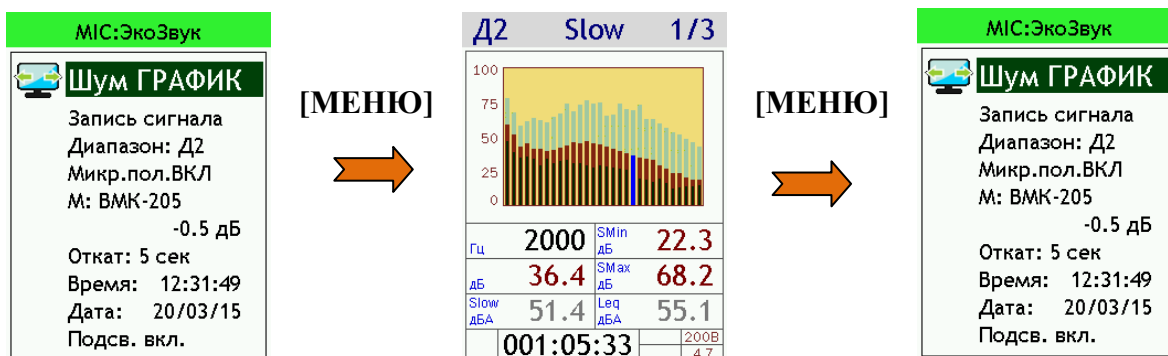 MIC:ЭкоЗвук
Шум ГРАФИК
Запись сигнала
Диапазон: Д2
Микр.пол.ВКЛ
М: ВМК-205
-0.5 дБ
Откат: 5 сек
Время: 12:31:49
Дата: 20/03/15
Подсв. вкл.
[МЕНЮ]
Д2 Slow 1/3
100
75
50
25
0
Гц 2000 SMin дБ 22.3
дБ 36.4 SMax дБ 68.2
Slow дБА 51.4 Leq дБА 55.1
001:05:33 200В
4.7
[МЕНЮ]
MIC:ЭкоЗвук
Шум ГРАФИК
Запись сигнала
Диапазон: Д2
Микр.пол.ВКЛ
М: ВМК-205
-0.5 дБ
Откат: 5 сек
Время: 12:31:49
Дата: 20/03/15
Подсв. вкл.